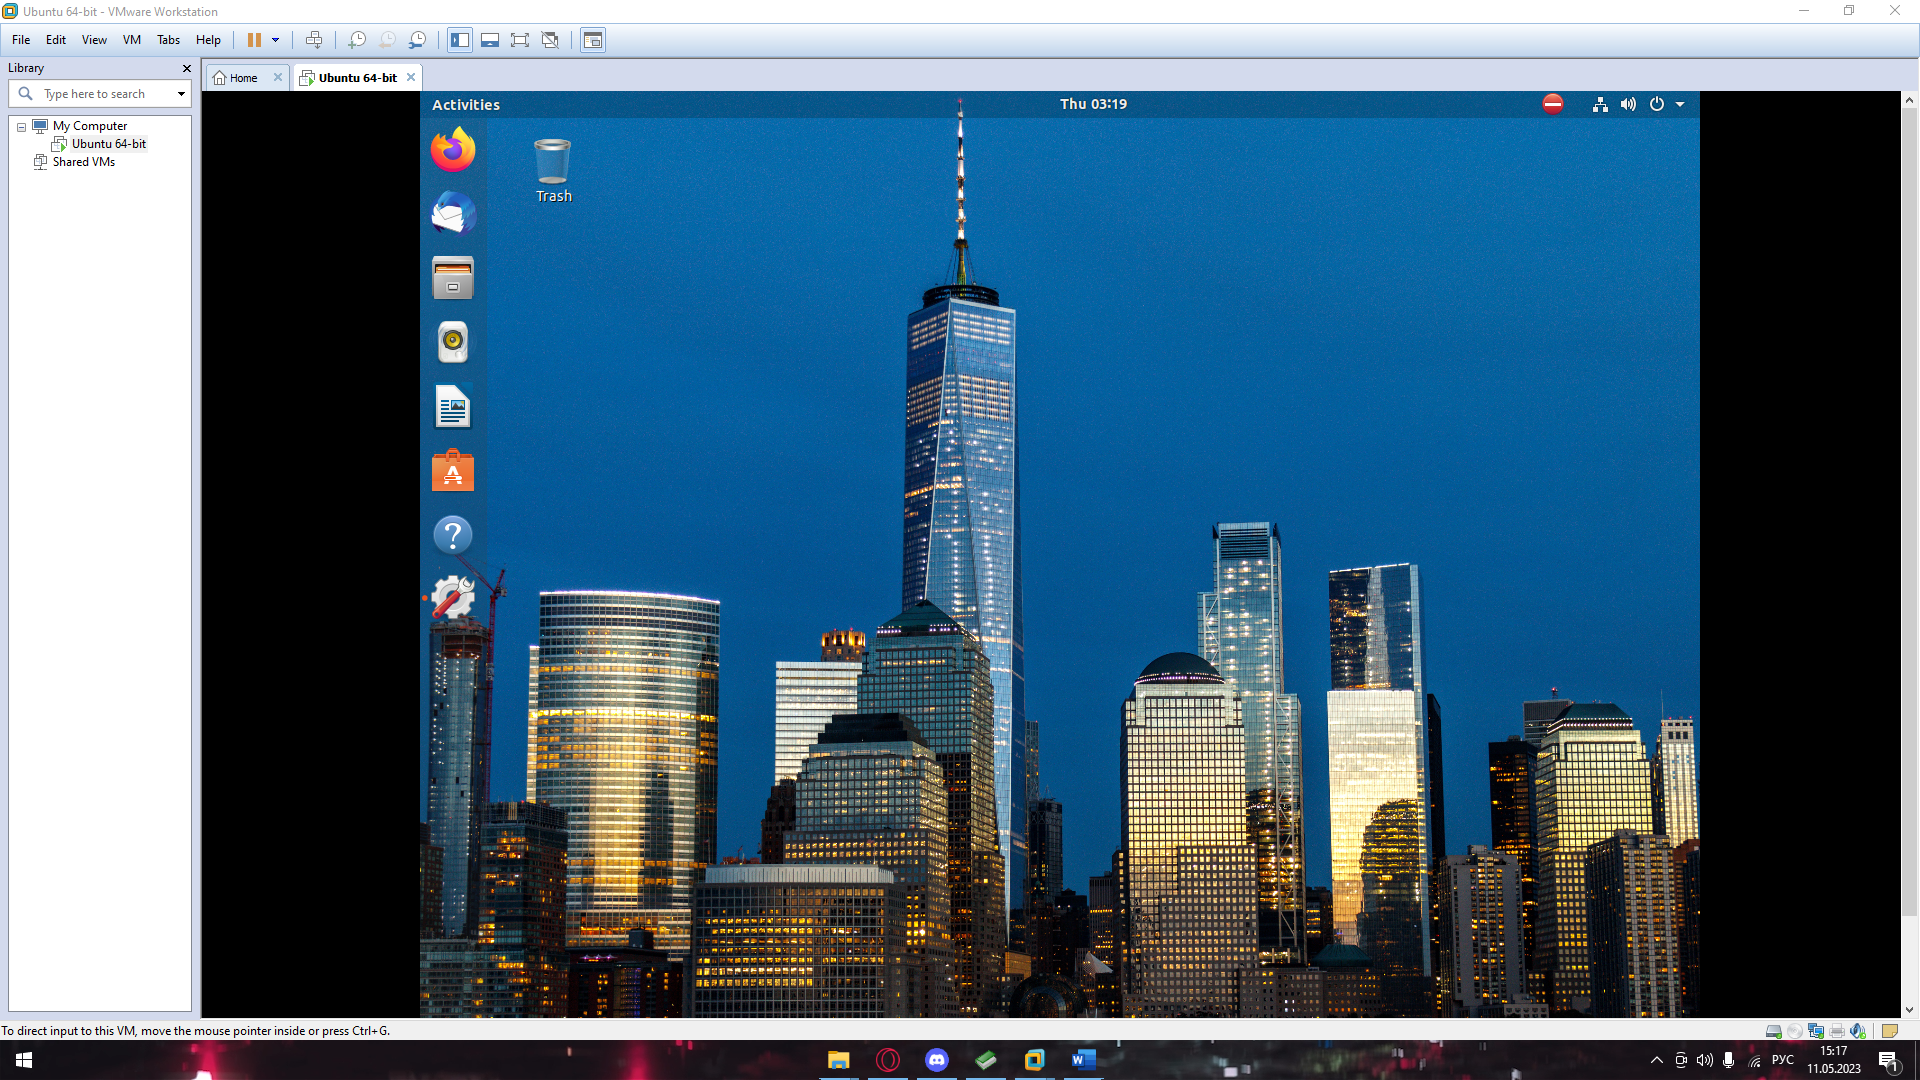 Ubuntu 64-bit - VMware Workstation
File Edit View VM Tabs Help
Library
Type here to search
My Computer
Ubuntu 64-bit
Shared VMs
Home
Ubuntu 64-bit
Activities
Thu 03:19
Trash
To direct input to this VM, move the mouse pointer inside or press Ctrl+G.
РУС
15:17
11.05.2023
1